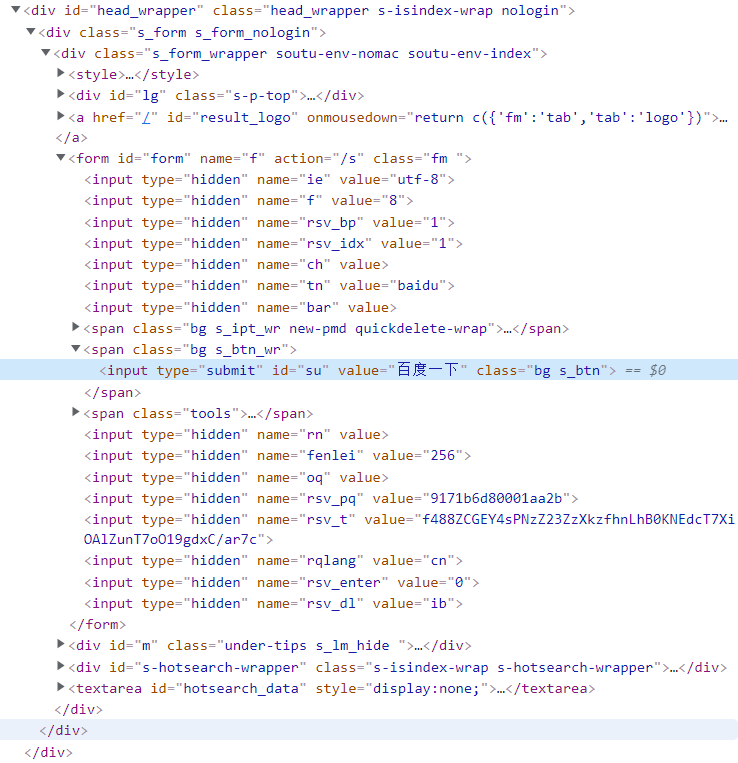 <div id="head_wrapper" class="head_wrapper s-isindex-wrap nologin">
<div class="s_form s_form_nologin">
<div class="s_form_wrapper soutu-env-nomac soutu-env-index">
<style>…</style>
<div id="lg" class="s-p-top">…</div>
<a href="/" id="result_logo" onmousedown="return c({'fm':'tab','tab':'logo'})">…
</a>
<form id="form" name="f" action="/s" class="fm ">
<input type="hidden" name="ie" value="utf-8">
<input type="hidden" name="f" value="8">
<input type="hidden" name="rsv_bp" value="1">
<input type="hidden" name="rsv_idx" value="1">
<input type="hidden" name="ch" value>
<input type="hidden" name="tn" value="baidu">
<input type="hidden" name="bar" value>
<span class="bg s_ipt_wr new-pmd quickdelete-wrap">…</span>
<span class="bg s_btn_wr">
<input type="submit" id="su" value="百度一下" class="bg s_btn"> == $0
</span>
<span class="tools">…</span>
<input type="hidden" name="rn" value>
<input type="hidden" name="fenlei" value="256">
<input type="hidden" name="oq" value>
<input type="hidden" name="rsv_pq" value="9171b6d80001aa2b">
<input type="hidden" name="rsv_t" value="f488ZCGEY4sPNzZ23ZzXkzfhnLhB0KNEdcT7Xi
OAlZunT7oO19gdxC/ar7c">
<input type="hidden" name="rqlang" value="cn">
<input type="hidden" name="rsv_enter" value="0">
<input type="hidden" name="rsv_dl" value="ib">
</form>
<div id="m" class="under-tips s_lm_hide ">…</div>
<div id="s-hotsearch-wrapper" class="s-isindex-wrap s-hotsearch-wrapper">…</div>
<textarea id="hotsearch_data" style="display:none;">…</textarea>
</div>
</div>
</div>